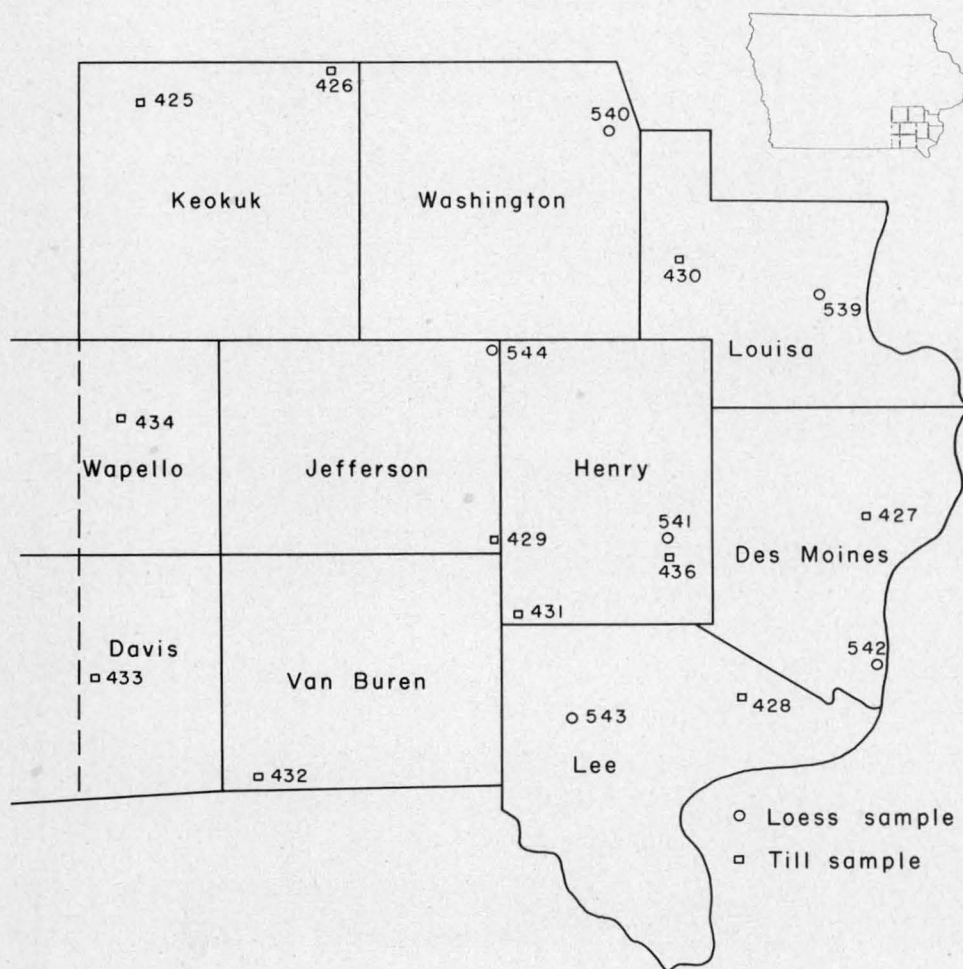 426
425
540
Keokuk
Washington
430
539
544
Louisa
434
Wapello
Jefferson
Henry
427
541
429
Des Moines
436
431
Davis
542
433
Van Buren
428
543
Lee
432
Loess sample
Till sample